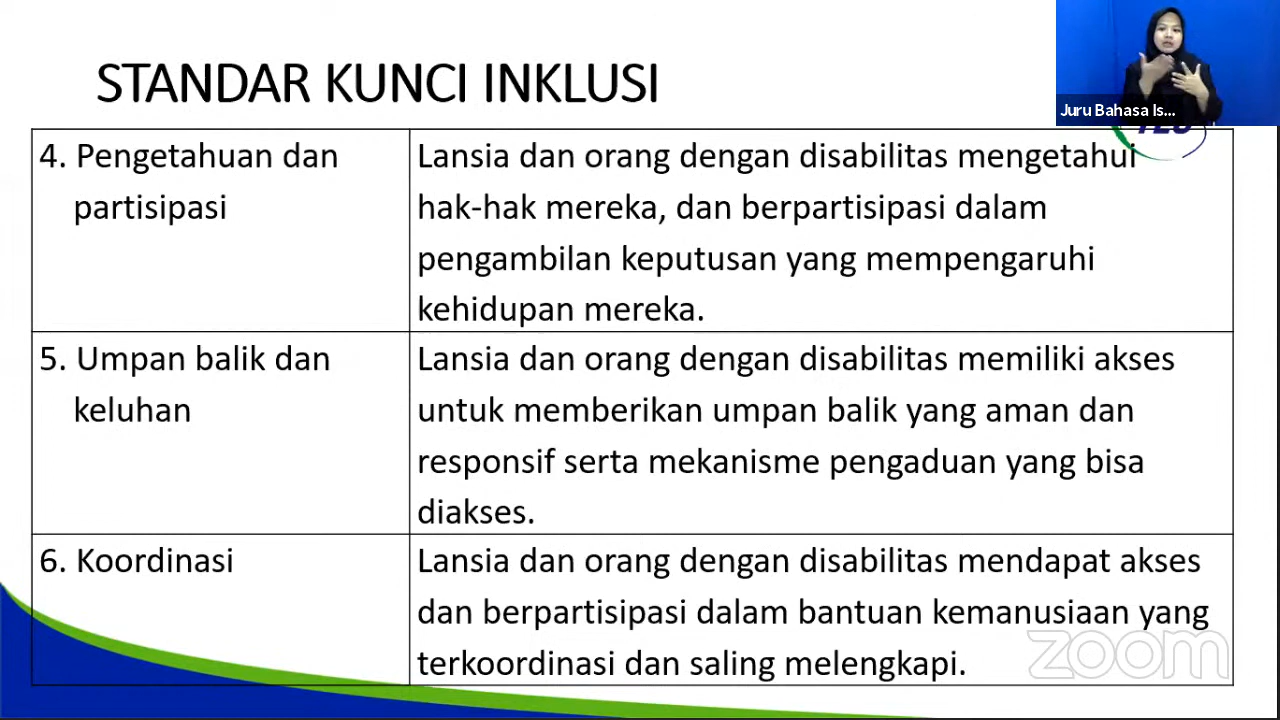 STANDAR KUNCI INKLUSI
Juru Bahasa Is...
4. Pengetahuan dan
partisipasi
Lansia dan orang dengan disabilitas mengetahui
hak-hak mereka, dan berpartisipasi dalam
pengambilan keputusan yang mempengaruhi
kehidupan mereka.
5. Umpan balik dan
keluhan
Lansia dan orang dengan disabilitas memiliki akses
untuk memberikan umpan balik yang aman dan
responsif serta mekanisme pengaduan yang bisa
diakses.
6. Koordinasi
Lansia dan orang dengan disabilitas mendapat akses
dan berpartisipasi dalam bantuan kemanusiaan yang
terkoordinasi dan saling melengkapi.
zoom